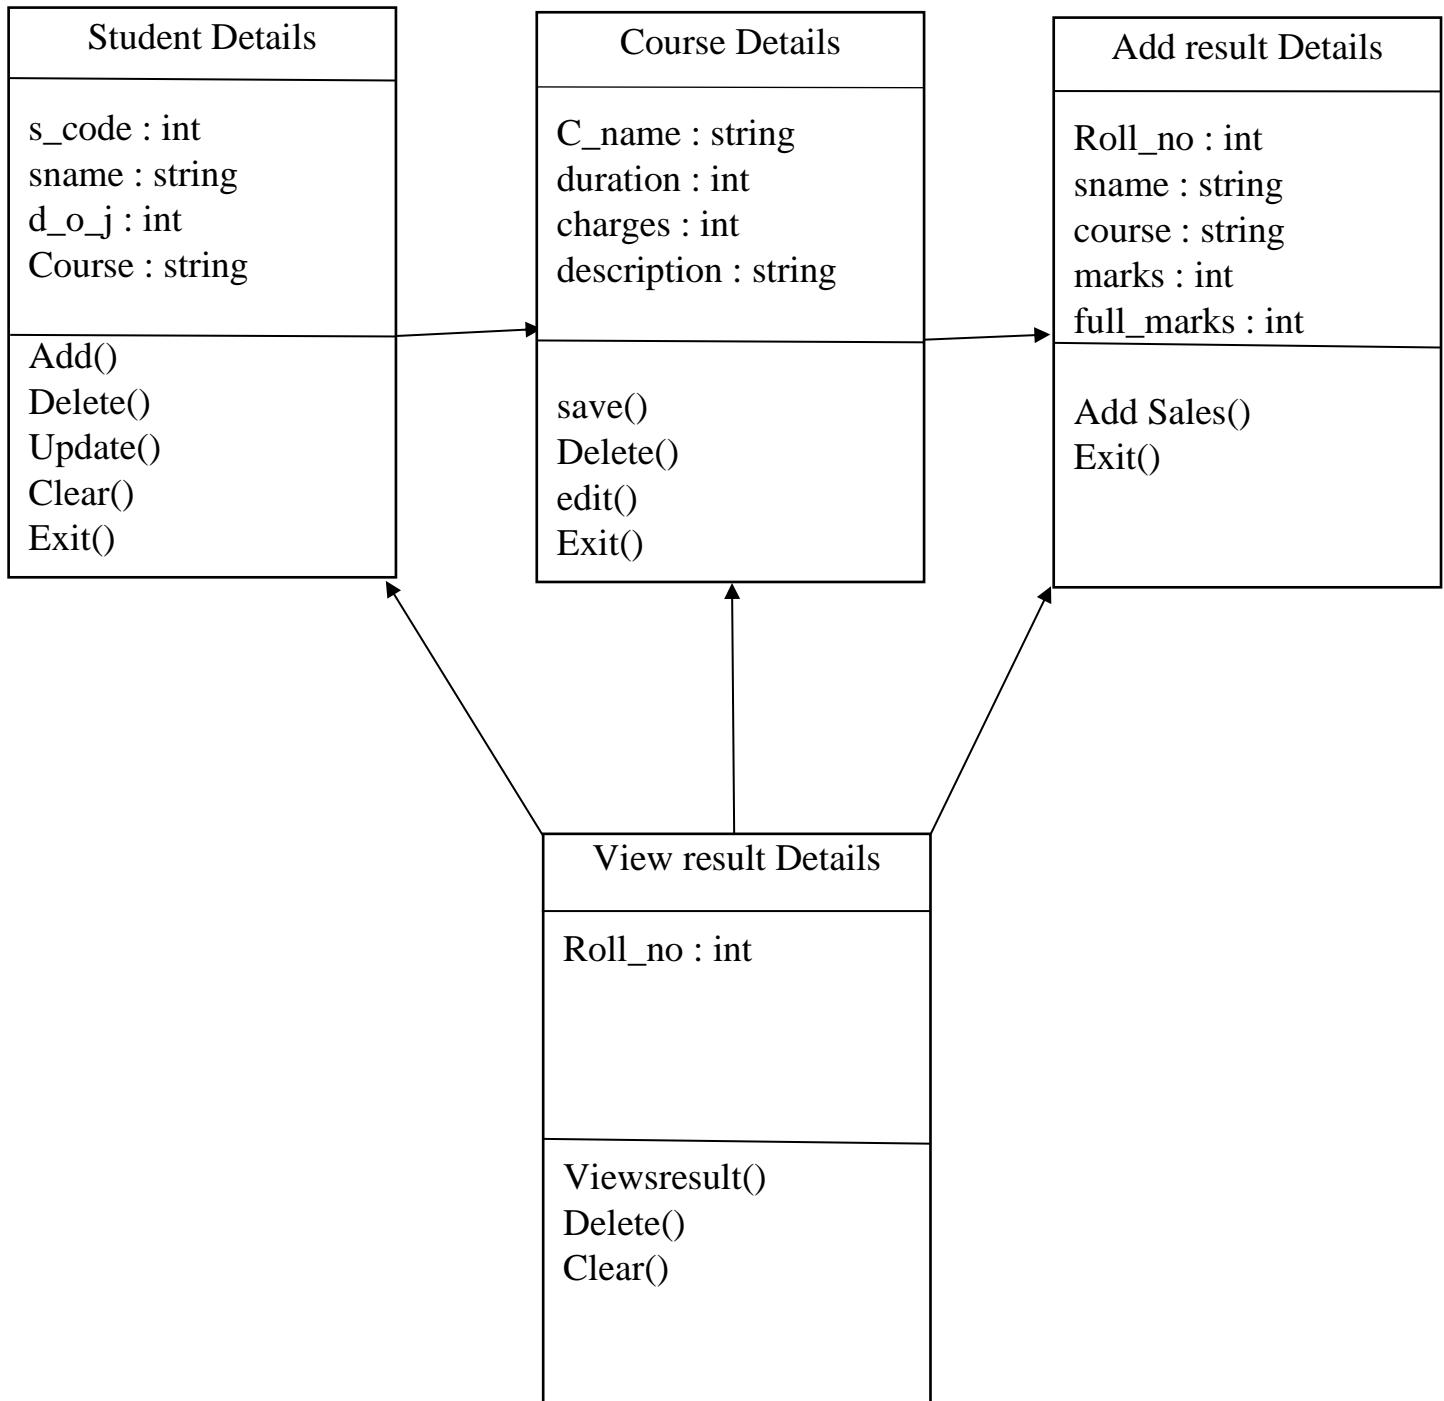 Student Details
s_code : int
sname : string
d_o_j : int
Course : string
Add()
Delete()
Update()
Clear()
Exit()
Course Details
C_name : string
duration : int
charges : int
description : string
save()
Delete()
edit()
Exit()
Add result Details
Roll_no : int
sname : string
course : string
marks : int
full_marks : int
Add Sales()
Exit()
View result Details
Roll_no : int
Viewsresult()
Delete()
Clear()